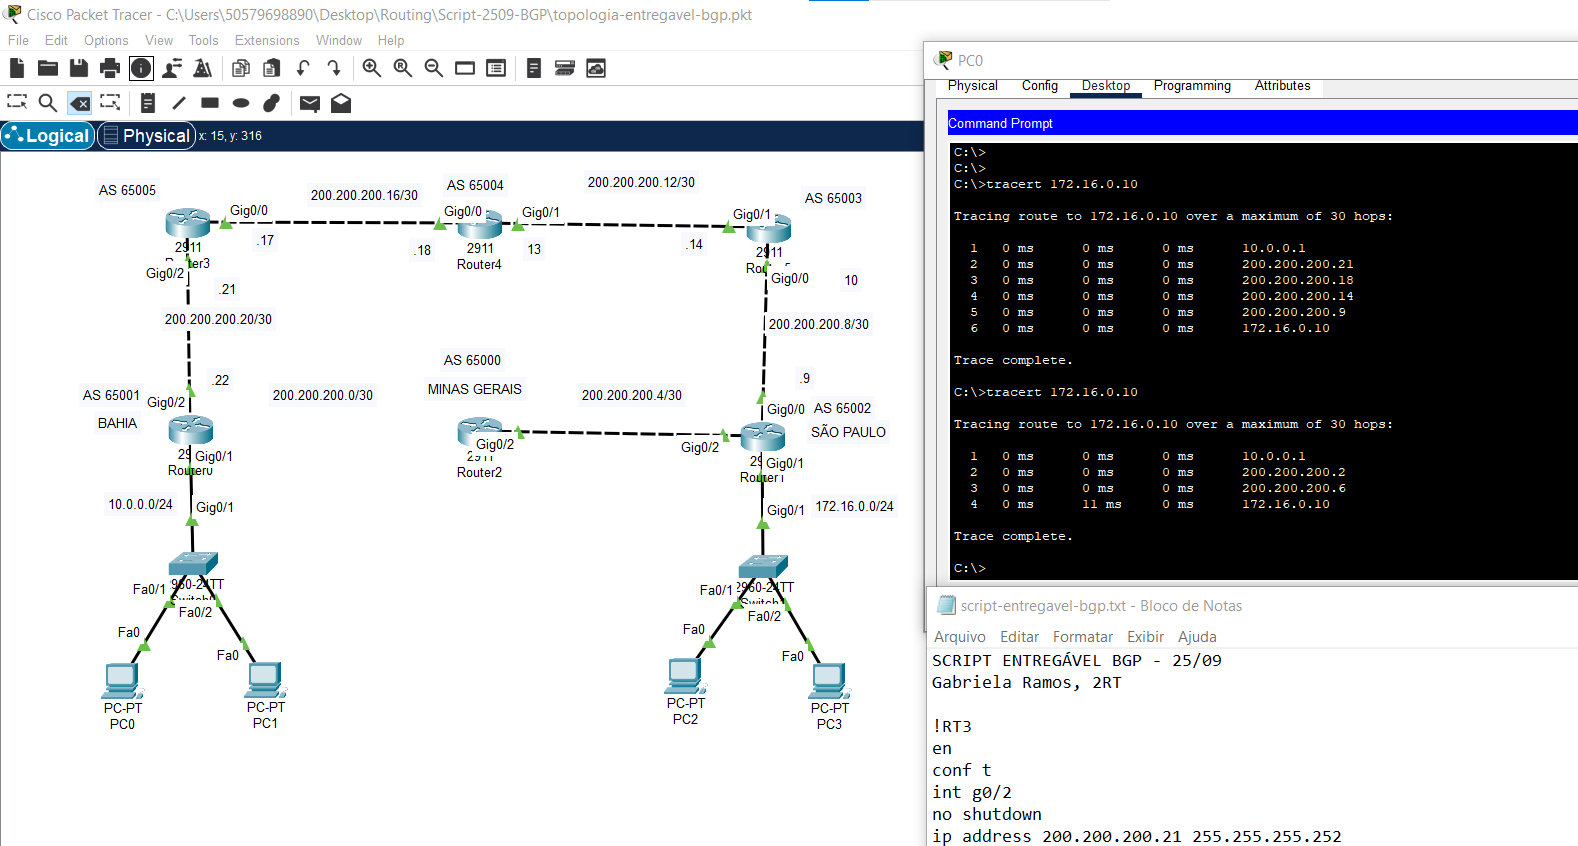 Cisco Packet Tracer - C:\Users\50579698890\Desktop\Routing\Script-2509-BGP\topologia-entregavel-bgp.pkt
File Edit Options View Tools Extensions Window Help
Logical Physical x: 15, y: 316
AS 65005
200.200.200.16/30
AS 65004
200.200.200.12/30
AS 65003
Gig0/0
Gig0/0
Gig0/1
Gig0/1
.17
.18
2911
Router4
13
.14
2911
2911
Gig0/2
Gig0/0
10
.21
200.200.200.20/30
200.200.200.8/30
AS 65000
MINAS GERAIS
.22
.9
AS 65001
Gig0/2
200.200.200.0/30
200.200.200.4/30
Gig0/0
AS 65002
BAHIA
SÃO PAULO
Gig0/2
Gig0/2
Gig0/1
Gig0/1
2911
Router2
Router0
Router1
10.0.0.0/24
Gig0/1
Gig0/1
172.16.0.0/24
2960-24TT
2960-24TT
Fa0/1
Fa0/2
Fa0/1
Fa0/2
Fa0
Fa0
Fa0
Fa0
PC-PT
PC0
PC-PT
PC1
PC-PT
PC2
PC-PT
PC3
PC0
Physical Config Desktop Programming Attributes
Command Prompt
C:\>
C:\>
C:\>tracert 172.16.0.10
Tracing route to 172.16.0.10 over a maximum of 30 hops:
1 0 ms 0 ms 0 ms 10.0.0.1
2 0 ms 0 ms 0 ms 200.200.200.21
3 0 ms 0 ms 0 ms 200.200.200.18
4 0 ms 0 ms 0 ms 200.200.200.14
5 0 ms 0 ms 0 ms 200.200.200.9
6 0 ms 0 ms 0 ms 172.16.0.10
Trace complete.
C:\>tracert 172.16.0.10
Tracing route to 172.16.0.10 over a maximum of 30 hops:
1 0 ms 0 ms 0 ms 10.0.0.1
2 0 ms 0 ms 0 ms 200.200.200.2
3 0 ms 0 ms 0 ms 200.200.200.6
4 0 ms 11 ms 0 ms 172.16.0.10
Trace complete.
C:\>
script-entregavel-bgp.txt - Bloco de Notas
Arquivo Editar Formatar Exibir Ajuda
SCRIPT ENTREGÁVEL BGP - 25/09
Gabriela Ramos, 2RT
!RT3
en
conf t
int g0/2
no shutdown
ip address 200.200.200.21 255.255.255.252